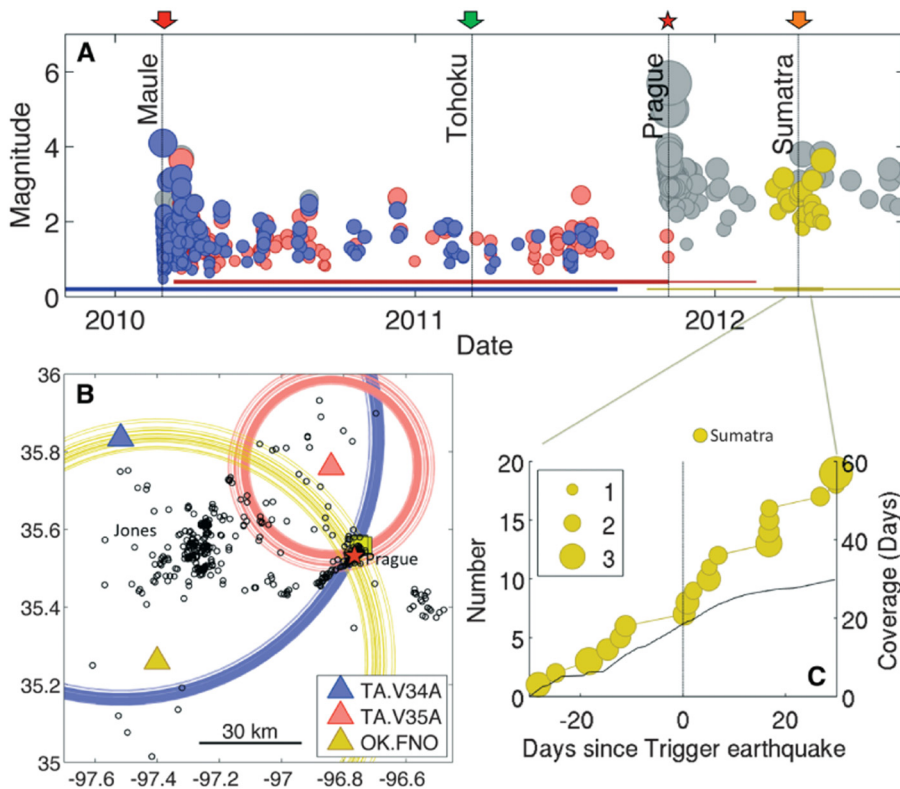 A
Maule
Tohoku
Prague
Sumatra
Magnitude
6
4
2
0
2010
2011
2012
Date
B
36
35.8
35.6
35.4
35.2
35
Jones
Prague
TA.V34A
TA.V35A
OK.FNO
30 km
-97.6 -97.4 -97.2 -97 -96.8 -96.6
Sumatra
20
15
10
5
0
Number
1
2
3
60
40
20
0
Coverage (Days)
C
-20 0 20
Days since Trigger earthquake